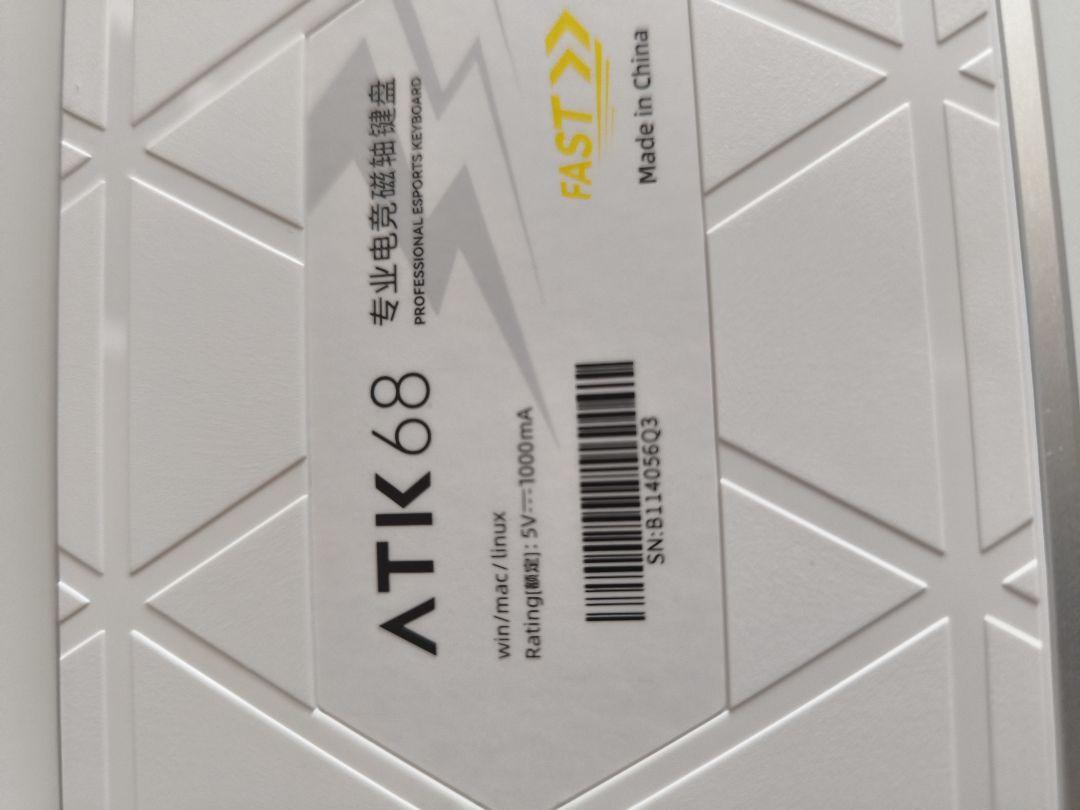 ATK68
专业电竞磁轴键盘
PROFESSIONAL ESPORTS KEYBOARD
win/mac/linux
Rating[额定]: 5V⎓1000mA
FAST
SN:B114056Q3
Made in China